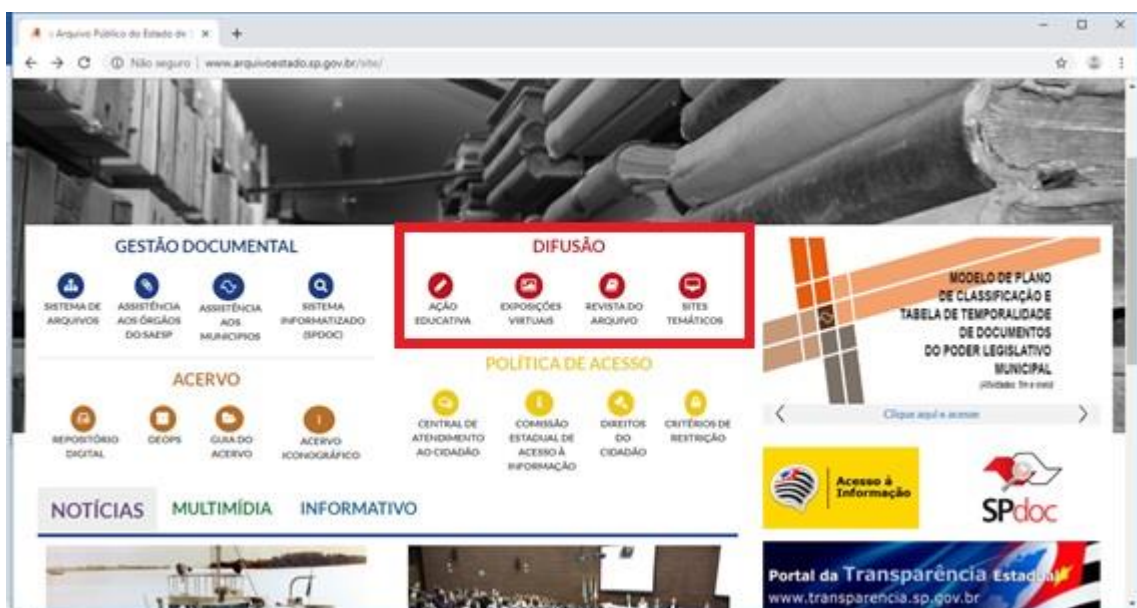 : Arquivo Público do Estado de
Não seguro | www.arquivoestado.sp.gov.br/site/
GESTÃO DOCUMENTAL
SISTEMA DE
ARQUIVOS
ASSISTÊNCIA
AOS ÓRGÃOS
DO SAESP
ASSISTÊNCIA
AOS
MUNICIPIOS
SISTEMA
INFORMATIZADO
(SPDOC)
DIFUSÃO
AÇÃO
EDUCATIVA
EXPOSIÇÕES
VIRTUAIS
REVISTA DO
ARQUIVO
SITES
TEMÁTICOS
ACERVO
REPOSITÓRIO
DIGITAL
DEOPS
GUIA DO
ACERVO
ACERVO
ICONOGRÁFICO
POLÍTICA DE ACESSO
CENTRAL DE
ATENDIMENTO
AO CIDADÃO
COMISSÃO
ESTADUAL DE
ACESSO À
INFORMAÇÃO
DIREITOS
DO
CIDADÃO
CRITÉRIOS DE
RESTRIÇÃO
MODELO DE PLANO
DE CLASSIFICAÇÃO E
TABELA DE TEMPORALIDADE
DE DOCUMENTOS
DO PODER LEGISLATIVO
MUNICIPAL
(Atividades fim e meio)
Clique aqui e acesse
Acesso à
Informação
SPdoc
NOTÍCIAS MULTIMÍDIA INFORMATIVO
Portal da Transparência Estadual
www.transparencia.sp.gov.br